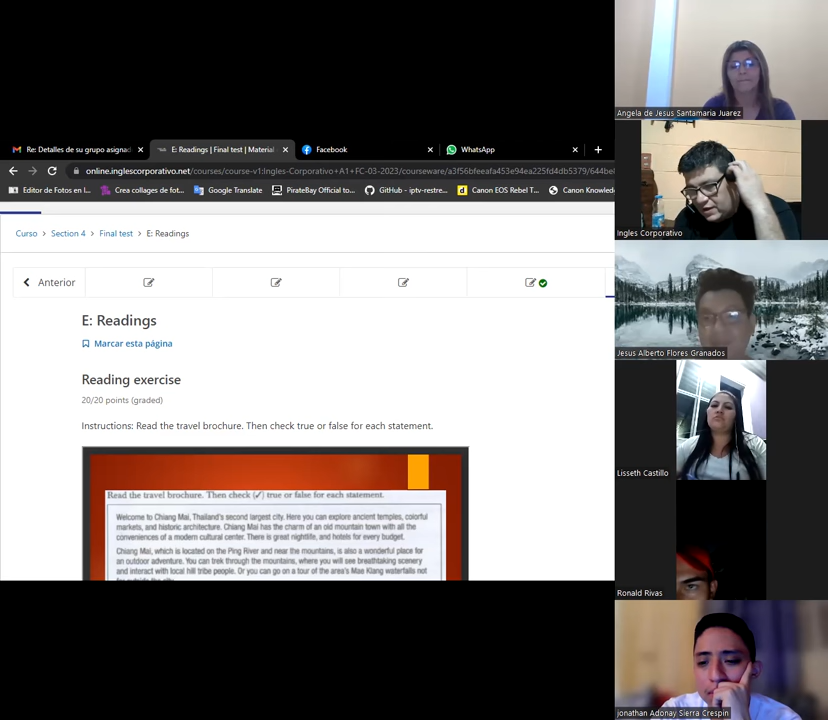 Re: Detalles de su grupo asignad
E: Readings | Final test | Material
Facebook
WhatsApp
online.inglescorporativo.net/courses/course-v1:Ingles-Corporativo+A1+FC-03-2023/courseware/a3f56bfeefa453e94ea225fd4db5379/644be
Editor de Fotos en l...
Crea collages de fot...
Google Translate
PirateBay Official to...
GitHub - iptv-restre...
Canon EOS Rebel T...
Canon Knowled
Curso > Section 4 > Final test > E: Readings
Anterior
E: Readings
Marcar esta página
Reading exercise
20/20 points (graded)
Instructions: Read the travel brochure. Then check true or false for each statement.
Read the travel brochure. Then check (✓) true or false for each statement.
Welcome to Chiang Mai, Thailand's second largest city. Here you can explore ancient temples, colorful
markets, and historic architecture. Chiang Mai has the charm of an old mountain town with all the
conveniences of a modern cultural center. There is great nightlife, and hotels for every budget.
Chiang Mai, which is located on the Ping River and near the mountains, is also a wonderful place for
an outdoor adventure. You can trek through the mountains, where you will see breathtaking scenery
and interact with local hill tribe people. Or you can go on a tour of the area's Mae Klang waterfalls not
far outside the city.
Angela de Jesus Santamaria Juarez
Ingles Corporativo
Jesus Alberto Flores Granados
Lisseth Castillo
Ronald Rivas
jonathan Adonay Sierra Crespin